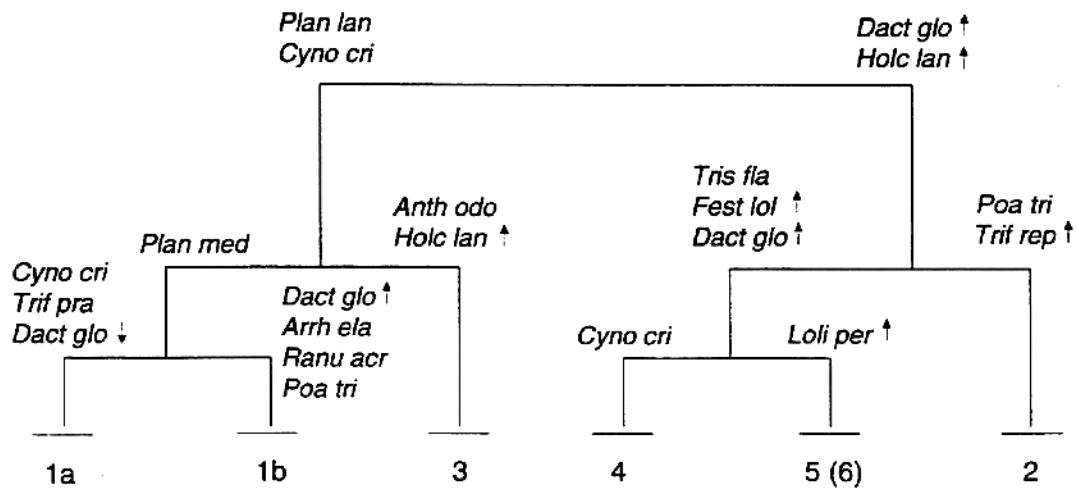 Plan lan
Cyno cri
Dact glo ↑
Holc lan ↑
Tris fla
Fest lol ↑
Dact glo ↑
Anth odo
Holc lan ↑
Poa tri
Trif rep ↑
Plan med
Cyno cri
Trif pra
Dact glo ↓
Dact glo ↑
Arrh ela
Ranu acr
Poa tri
Cyno cri
Loli per ↑
1a
1b
3
4
5 (6)
2